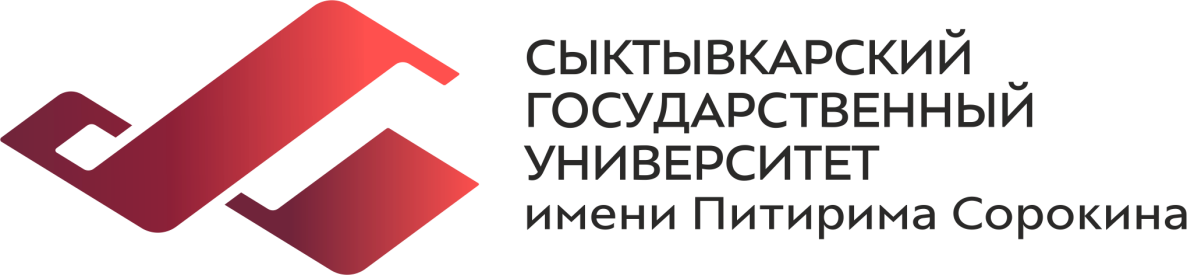 СЫКТЫВКАРСКИЙ
ГОСУДАРСТВЕННЫЙ
УНИВЕРСИТЕТ
имени Питирима Сорокина